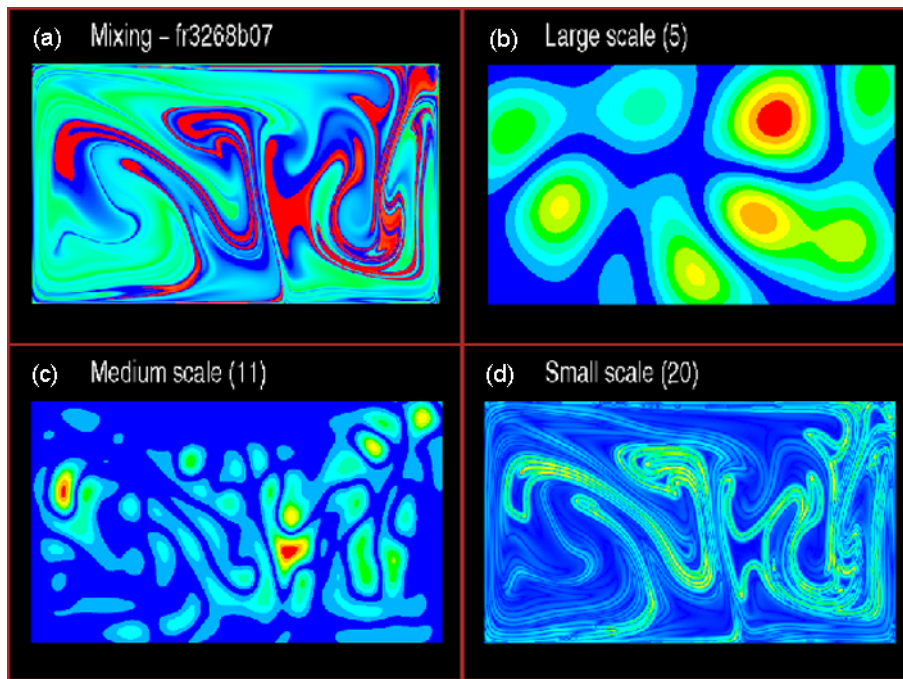 (a) Mixing – fr3268b07
(b) Large scale (5)
(c) Medium scale (11)
(d) Small scale (20)